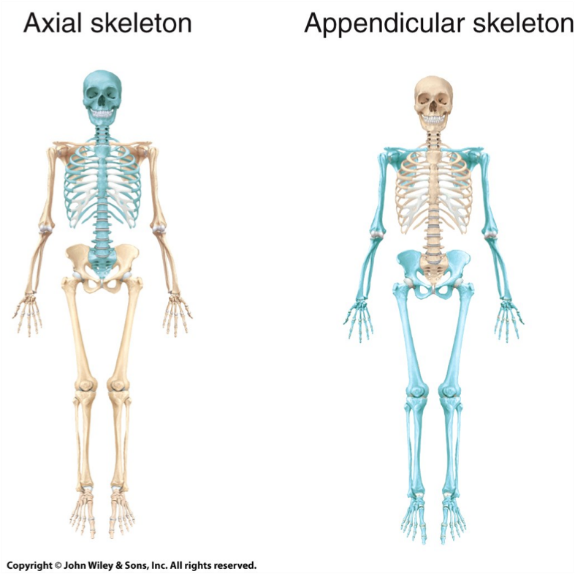 Axial skeleton
Appendicular skeleton
Copyright © John Wiley & Sons, Inc. All rights reserved.